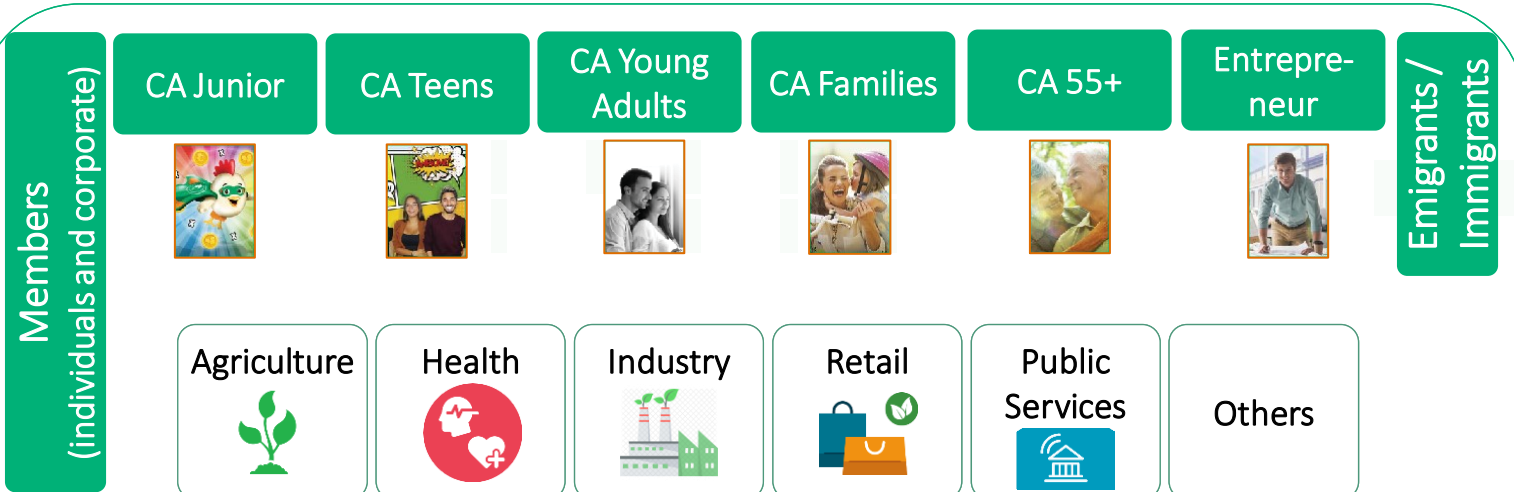 Members
(individuals and corporate)
CA Junior
CA Teens
CA Young
Adults
CA Families
CA 55+
Entrepre-
neur
Emigrants /
Immigrants
AWESOME!
Agriculture
Health
Industry
Retail
Public
Services
Others